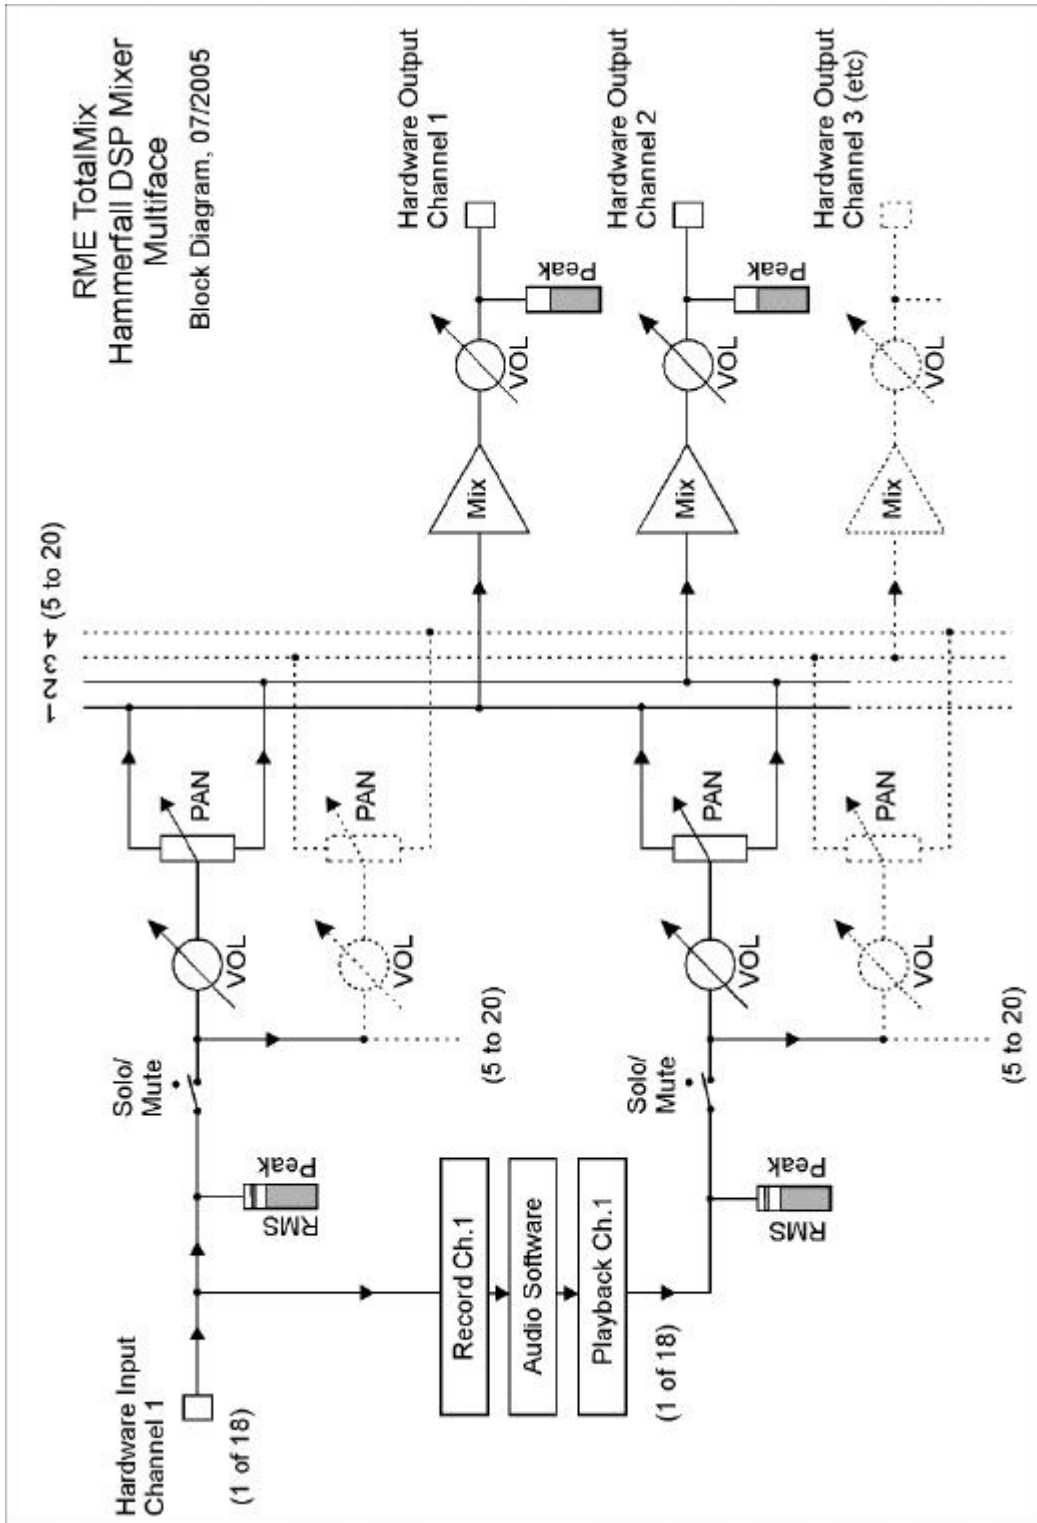 RME TotalMix
Hammerfall DSP Mixer
Multiface
Block Diagram, 07/2005
Hardware Input
Channel 1
(1 of 18)
RMS
Peak
Solo/
Mute
VOL
PAN
VOL
PAN
(5 to 20)
1 2 3 4 (5 to 20)
Record Ch.1
Audio Software
Playback Ch.1
(1 of 18)
RMS
Peak
Solo/
Mute
VOL
PAN
VOL
PAN
(5 to 20)
Mix
VOL
Peak
Hardware Output
Channel 1
Mix
VOL
Peak
Hardware Output
Channel 2
Mix
VOL
Hardware Output
Channel 3 (etc)